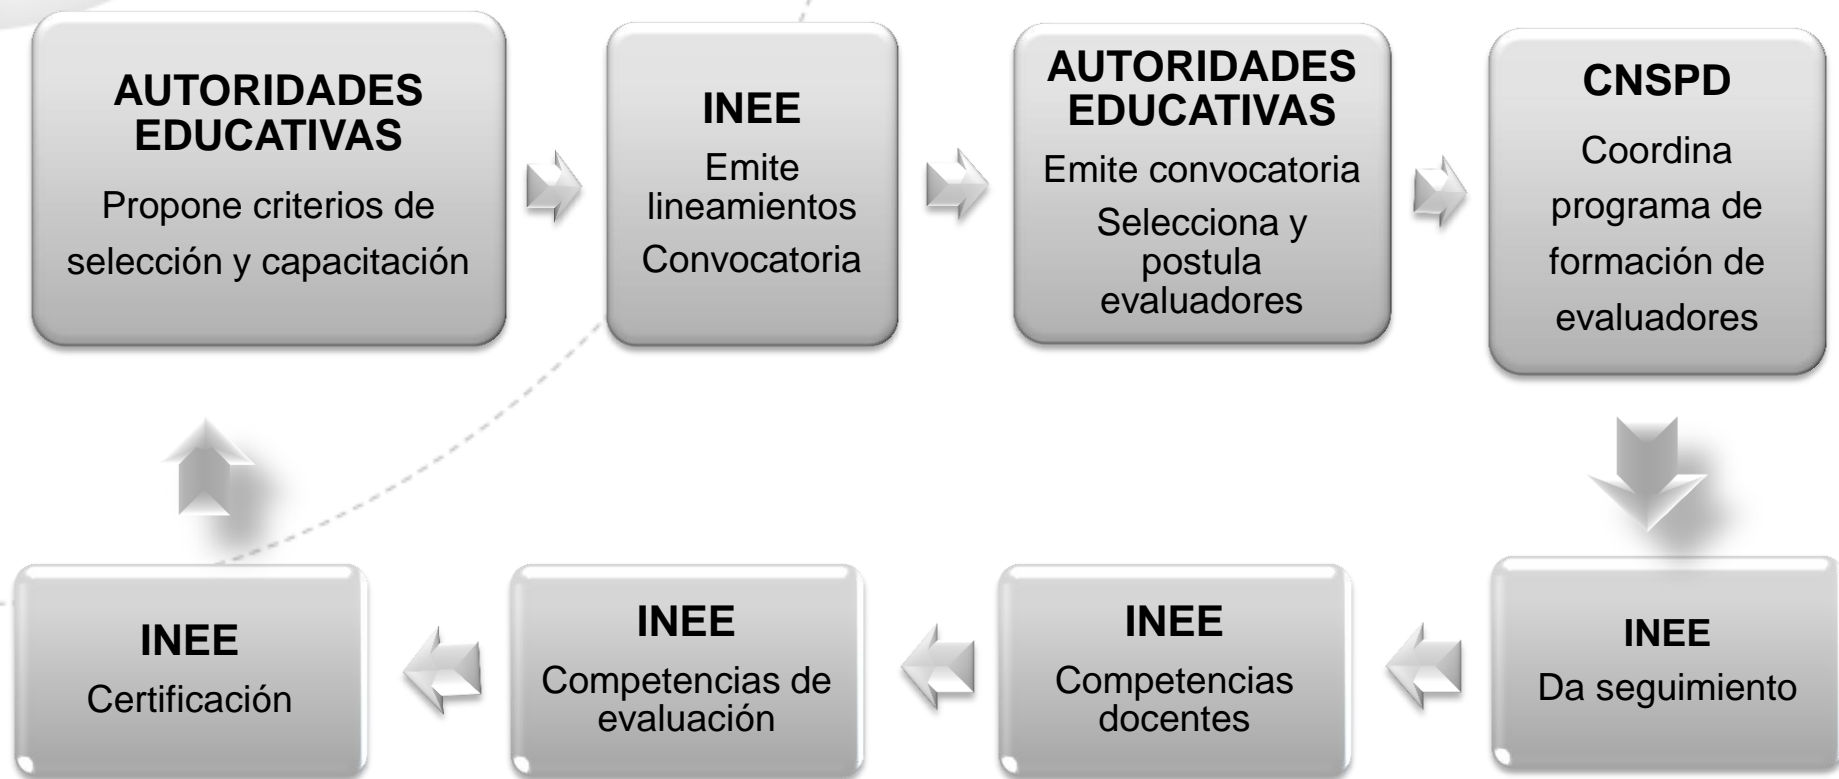 AUTORIDADES
EDUCATIVAS
Propone criterios de
selección y capacitación
INEE
Emite
lineamientos
Convocatoria
AUTORIDADES
EDUCATIVAS
Emite convocatoria
Selecciona y
postula
evaluadores
CNSPD
Coordina
programa de
formación de
evaluadores
INEE
Da seguimiento
INEE
Competencias
docentes
INEE
Competencias de
evaluación
INEE
Certificación